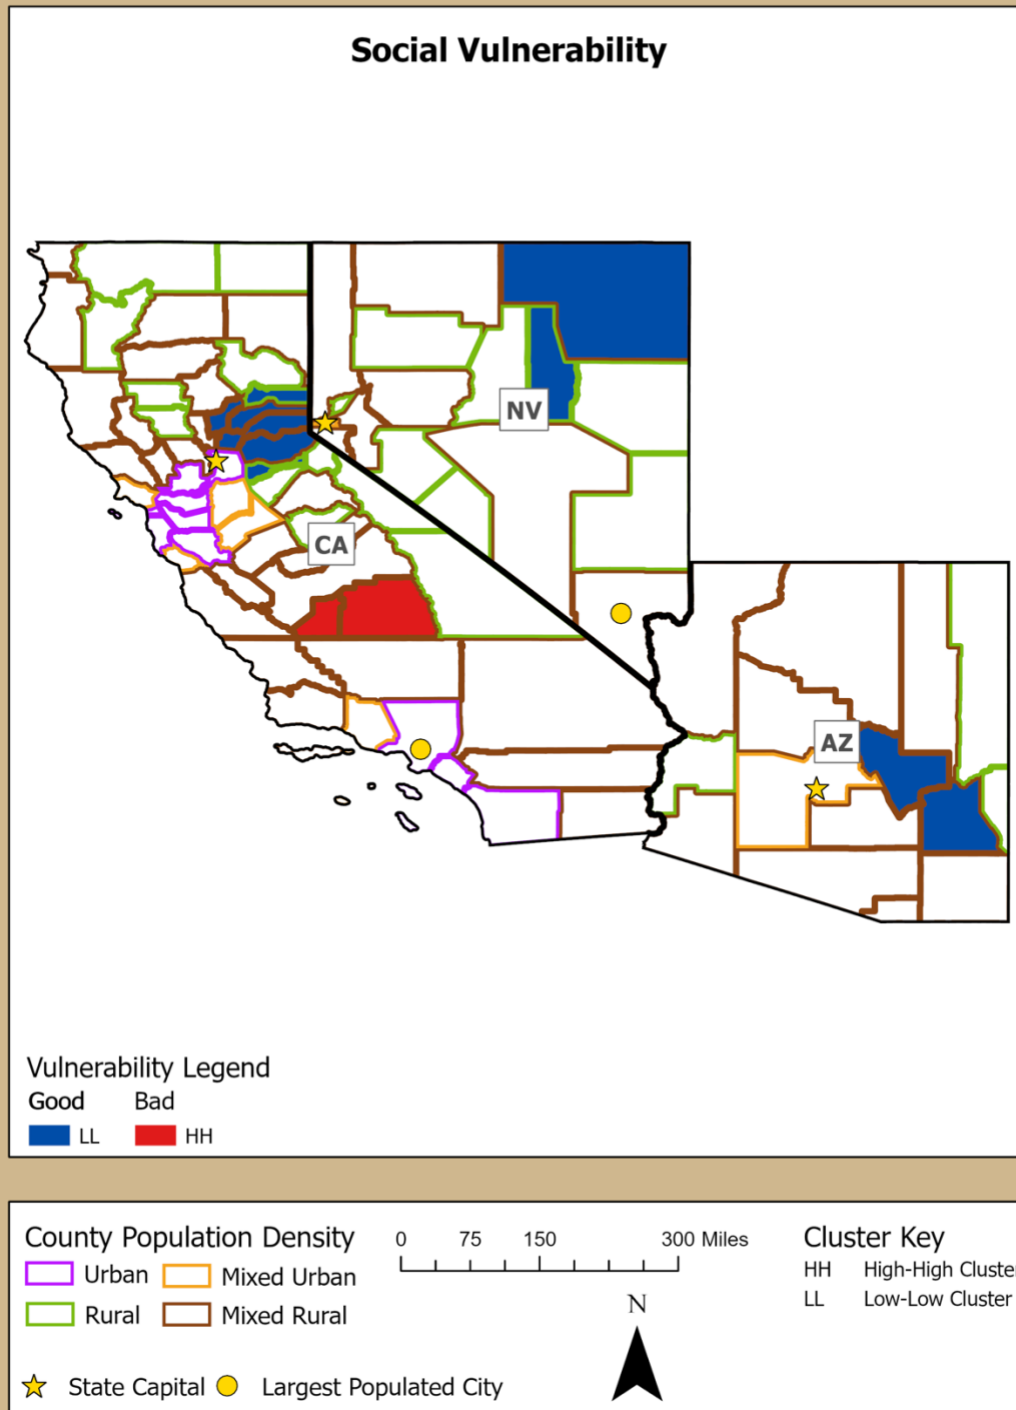 Social Vulnerability
NV
CA
AZ
Vulnerability Legend
Good Bad
LL HH
County Population Density
Urban Mixed Urban
Rural Mixed Rural
State Capital Largest Populated City
0 75 150 300 Miles
N
Cluster Key
HH High-High Cluster
LL Low-Low Cluster